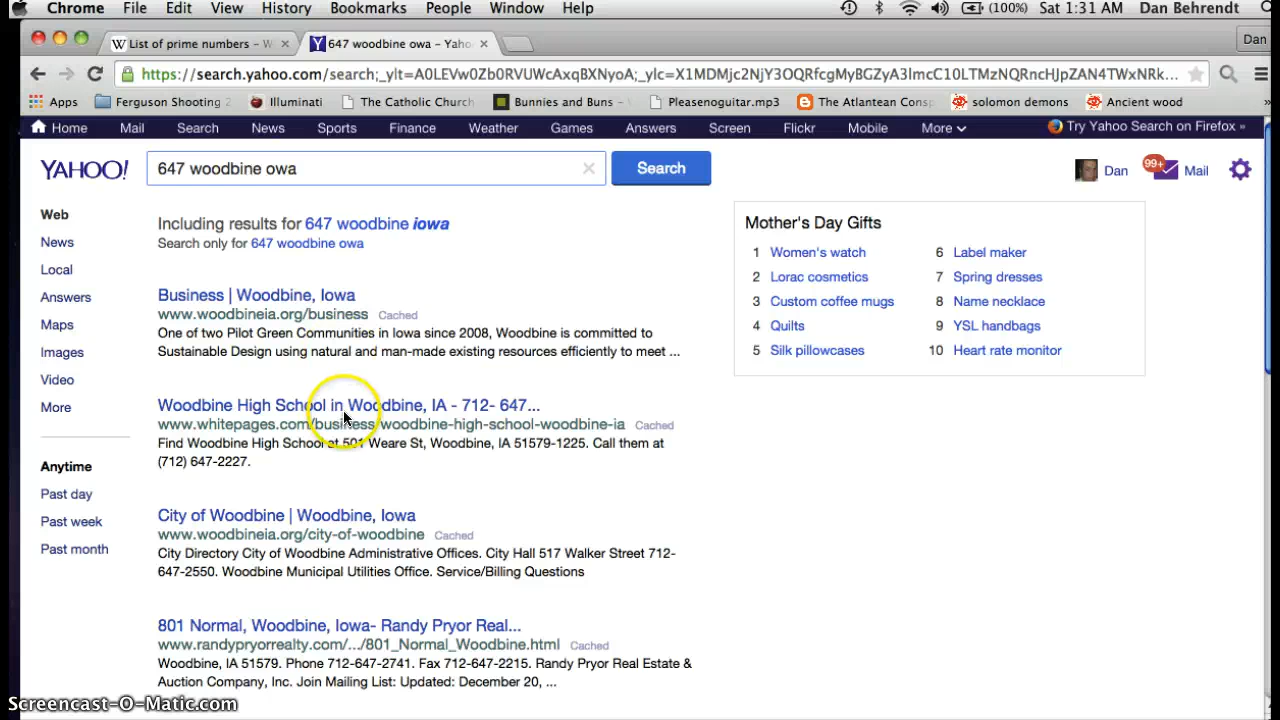 Chrome File Edit View History Bookmarks People Window Help (100%) Sat 1:31 AM Dan Behrendt
W List of prime numbers – W × Y 647 woodbine owa - Yaho × Dan
https://search.yahoo.com/search;_ylt=A0LEVw0Zb0RVUWcAxqBXNyoA;_ylc=X1MDMjc2NjY3OQRfcgMyBGZyA3lmcC10LTMzNQRncHJpZAN4TWxNRk...
Apps Ferguson Shooting 2 Illuminati The Catholic Churc Bunnies and Buns - Pleasenoguitar.mp3 The Atlantean Consp solomon demons Ancient wood »
Home Mail Search News Sports Finance Weather Games Answers Screen Flickr Mobile More Try Yahoo Search on Firefox »
YAHOO! 647 woodbine owa × Search Dan 99+ Mail
Web
News
Local
Answers
Maps
Images
Video
More
Anytime
Past day
Past week
Past month
Including results for 647 woodbine iowa
Search only for 647 woodbine owa
Business | Woodbine, Iowa
www.woodbineia.org/business Cached
One of two Pilot Green Communities in Iowa since 2008, Woodbine is committed to
Sustainable Design using natural and man-made existing resources efficiently to meet ...
Woodbine High School in Woodbine, IA - 712- 647...
www.whitepages.com/business/woodbine-high-school-woodbine-ia Cached
Find Woodbine High School at 501 Weare St, Woodbine, IA 51579-1225. Call them at
(712) 647-2227.
City of Woodbine | Woodbine, Iowa
www.woodbineia.org/city-of-woodbine Cached
City Directory City of Woodbine Administrative Offices. City Hall 517 Walker Street 712-
647-2550. Woodbine Municipal Utilities Office. Service/Billing Questions
801 Normal, Woodbine, Iowa- Randy Pryor Real...
www.randypryorrealty.com/.../801_Normal_Woodbine.html Cached
Woodbine, IA 51579. Phone 712-647-2741. Fax 712-647-2215. Randy Pryor Real Estate &
Auction Company, Inc. Join Mailing List: Updated: December 20, ...
Mother's Day Gifts
1 Women's watch
2 Lorac cosmetics
3 Custom coffee mugs
4 Quilts
5 Silk pillowcases
6 Label maker
7 Spring dresses
8 Name necklace
9 YSL handbags
10 Heart rate monitor
Screencast-O-Matic.com